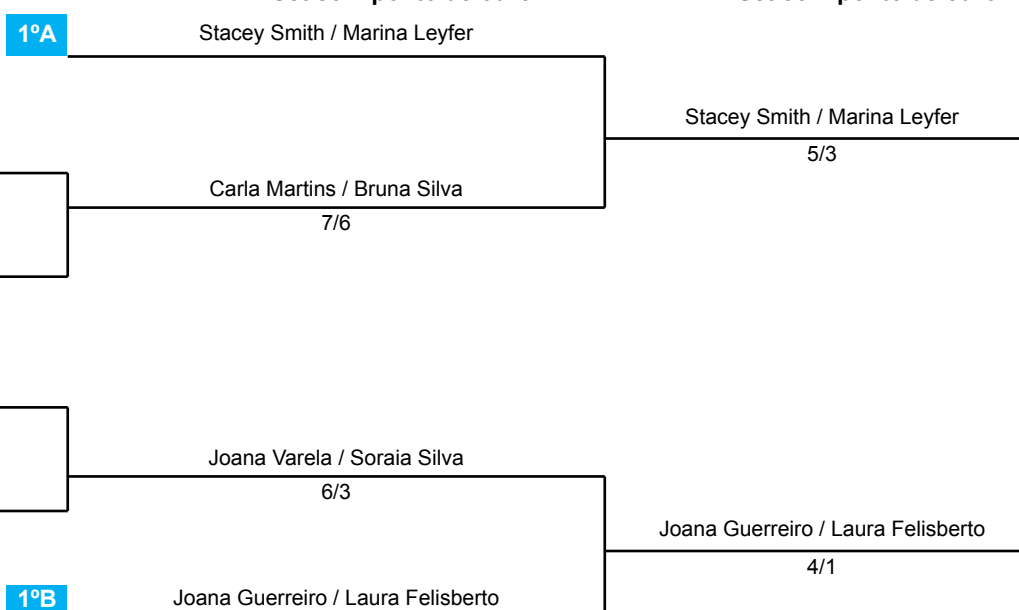 1ºA
Stacey Smith / Marina Leyfer
Stacey Smith / Marina Leyfer
5/3
Carla Martins / Bruna Silva
7/6
Joana Varela / Soraia Silva
6/3
Joana Guerreiro / Laura Felisberto
4/1
1ºB
Joana Guerreiro / Laura Felisberto